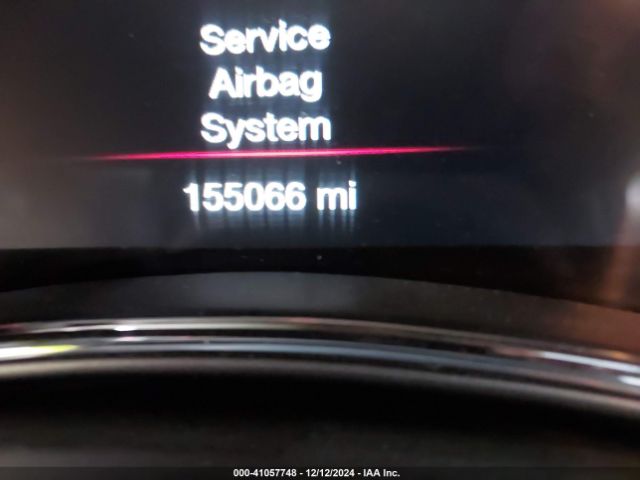 Service
Airbag
System
155066 mi
000-41057748 - 12/12/2024 - IAA Inc.